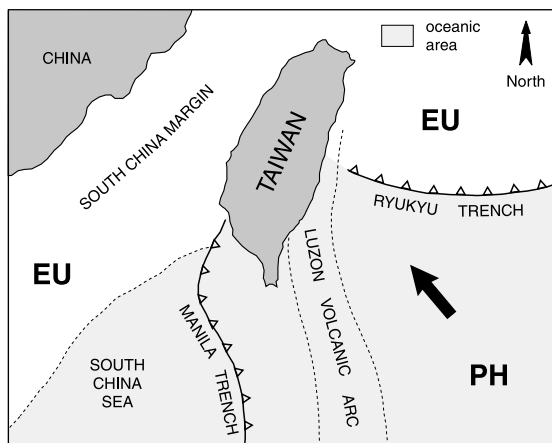 CHINA
oceanic
area
North
EU
SOUTH CHINA MARGIN
TAIWAN
RYUKYU TRENCH
EU
LUZON VOLCANIC ARC
MANILA TRENCH
SOUTH
CHINA
SEA
PH